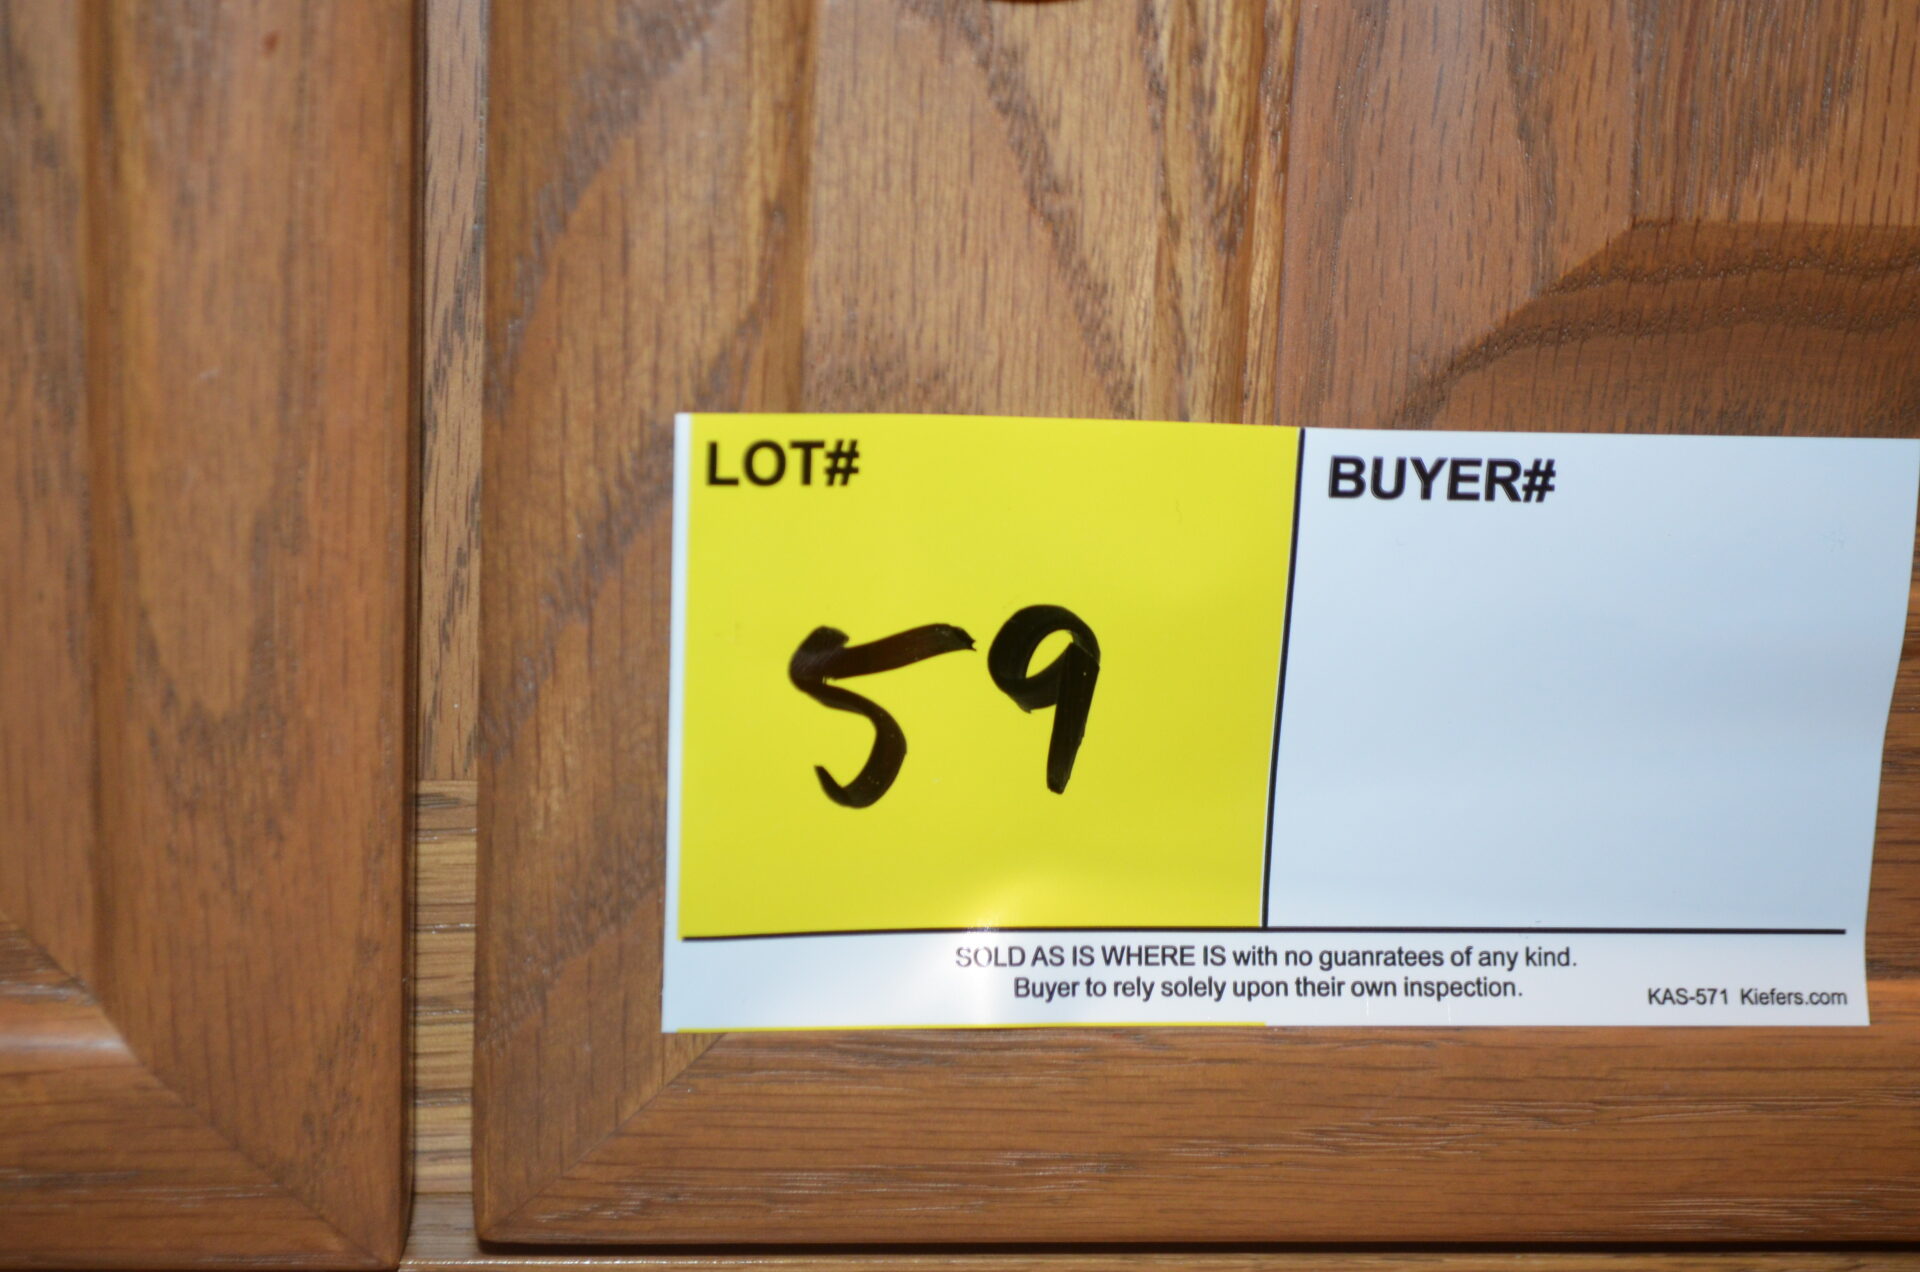 LOT#
BUYER#
59
SOLD AS IS WHERE IS with no guanratees of any kind.
Buyer to rely solely upon their own inspection.
KAS-571 Kiefers.com